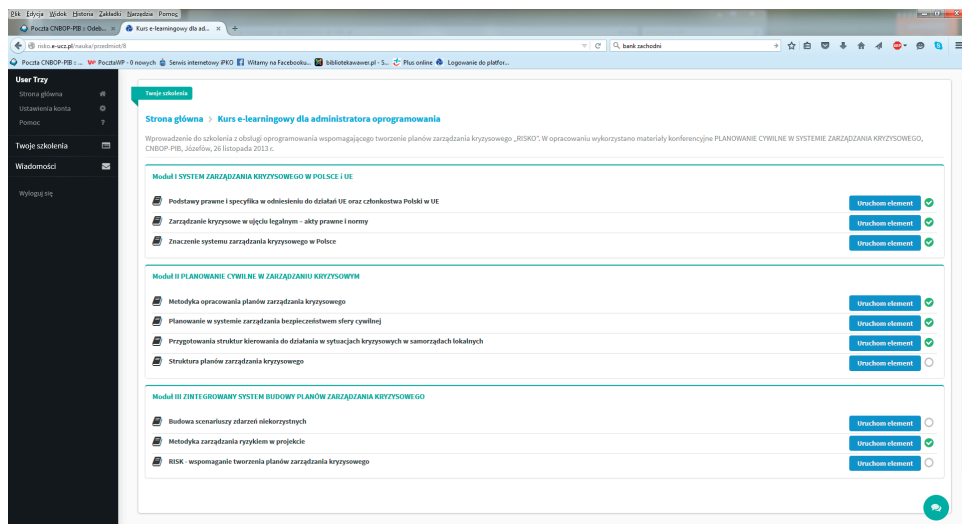 Plik Edycja Widok Historia Zakładki Narzędzia Pomoc
Poczta CNBOP-PIB :: Odeb... × Kurs e-learningowy dla ad... × +
risko.e-ucz.pl/nauka/przedmiot/8 bank zachodni
Poczta CNBOP-PIB :: ... PocztaWP - 0 nowych Serwis internetowy iPKO Witamy na Facebooku... bibliotekawawer.pl - S... Plus online Logowanie do platfor...
User Trzy
Strona główna
Ustawienia konta
Pomoc ?
Twoje szkolenia
Wiadomości
Wyloguj się
Twoje szkolenia
Strona główna > Kurs e-learningowy dla administratora oprogramowania
Wprowadzenie do szkolenia z obsługi oprogramowania wspomagającego tworzenie planów zarządzania kryzysowego „RISKO". W opracowaniu wykorzystano materiały konferencyjne PLANOWANIE CYWILNE W SYSTEMIE ZARZĄDZANIA KRYZYSOWEGO,
CNBOP-PIB, Józefów, 26 listopada 2013 r.
Moduł I SYSTEM ZARZĄDZANIA KRYZYSOWEGO W POLSCE i UE
Podstawy prawne i specyfika w odniesieniu do działań UE oraz członkostwa Polski w UE Uruchom element
Zarządzanie kryzysowe w ujęciu legalnym – akty prawne i normy Uruchom element
Znaczenie systemu zarządzania kryzysowego w Polsce Uruchom element
Moduł II PLANOWANIE CYWILNE W ZARZĄDZANIU KRYZYSOWYM
Metodyka opracowania planów zarządzania kryzysowego Uruchom element
Planowanie w systemie zarządzania bezpieczeństwem sfery cywilnej Uruchom element
Przygotowania struktur kierowania do działania w sytuacjach kryzysowych w samorządach lokalnych Uruchom element
Struktura planów zarządzania kryzysowego Uruchom element
Moduł III ZINTEGROWANY SYSTEM BUDOWY PLANÓW ZARZĄDZANIA KRYZYSOWEGO
Budowa scenariuszy zdarzeń niekorzystnych Uruchom element
Metodyka zarządzania ryzykiem w projekcie Uruchom element
RISK - wspomaganie tworzenia planów zarządzania kryzysowego Uruchom element